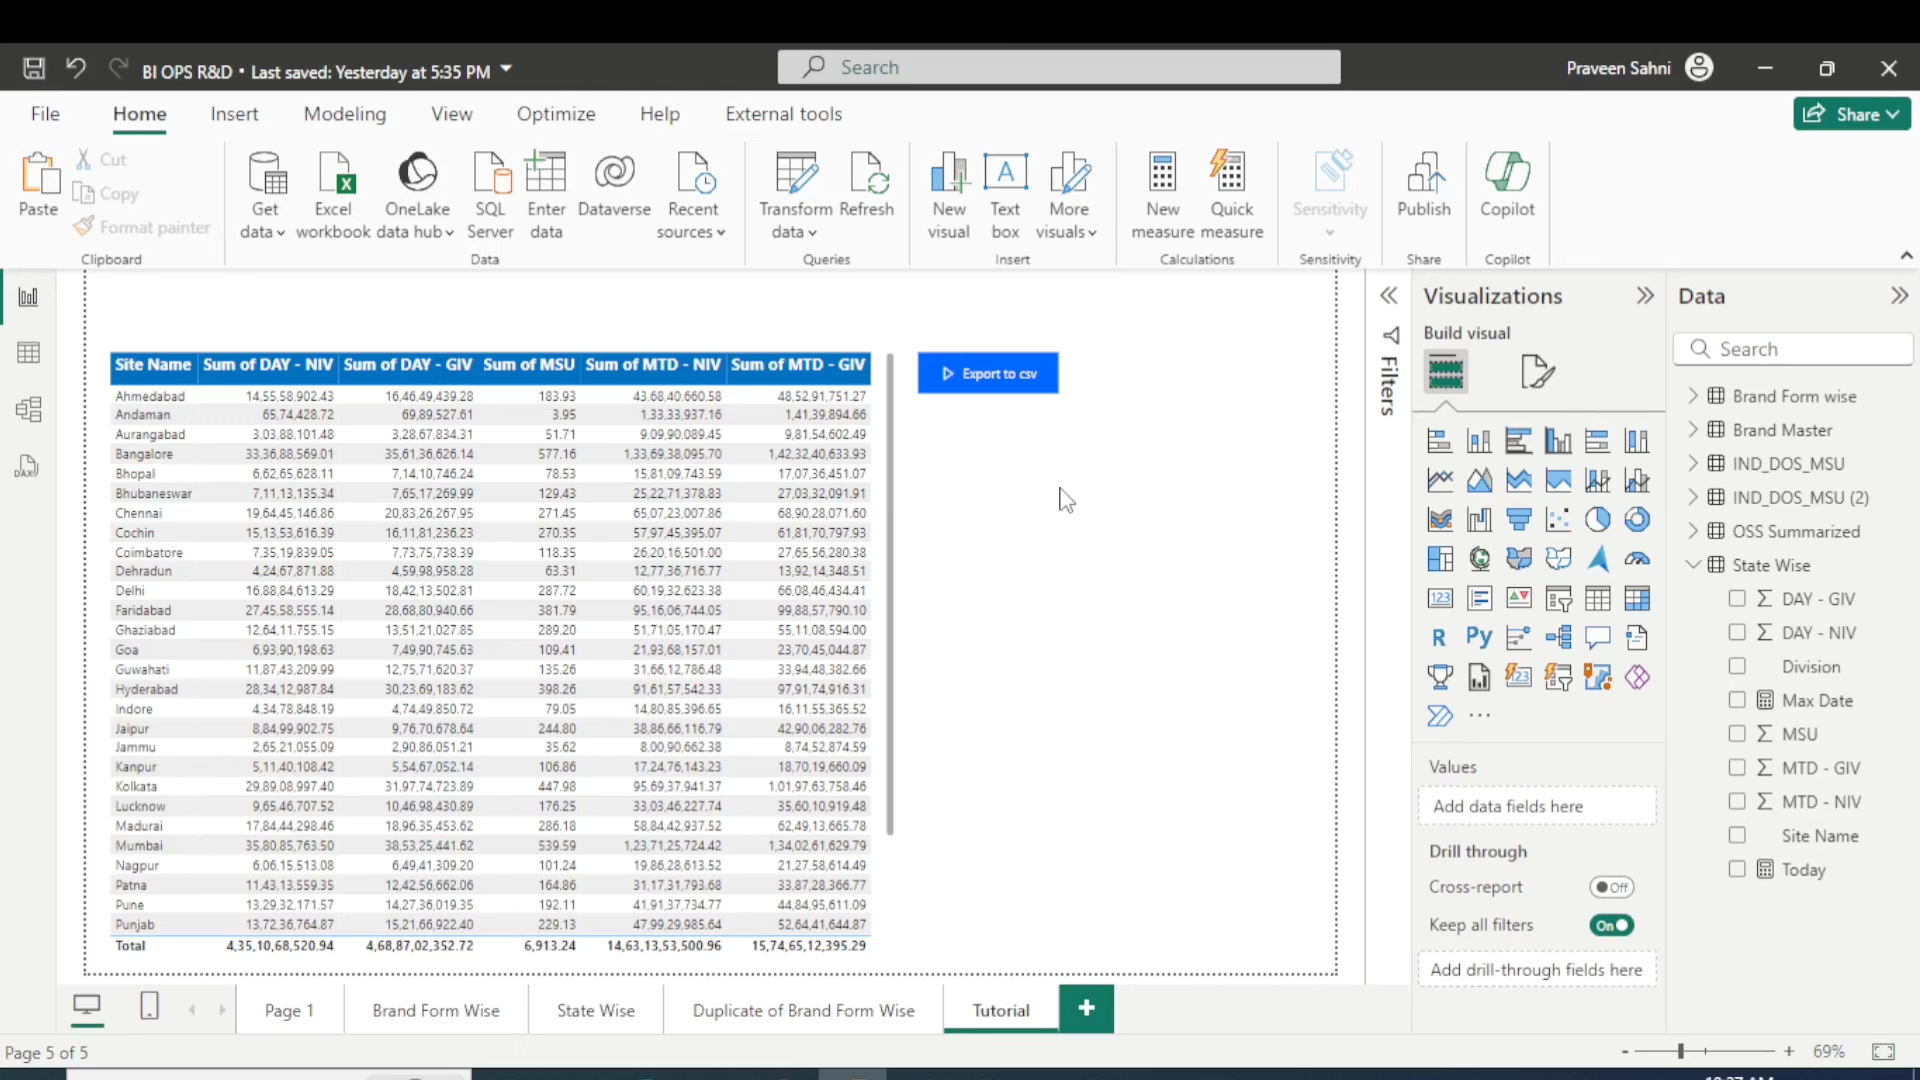 BI OPS R&D • Last saved: Yesterday at 5:35 PM
Search
Praveen Sahni
File Home Insert Modeling View Optimize Help External tools
Share
Paste
Cut
Copy
Format painter
Clipboard
Get data
Excel workbook
OneLake data hub
SQL Server
Enter data
Dataverse
Recent sources
Data
Transform data
Refresh
Queries
New visual
Text box
More visuals
Insert
New measure
Quick measure
Calculations
Sensitivity
Sensitivity
Publish
Share
Copilot
Copilot
Site Name Sum of DAY - NIV Sum of DAY - GIV Sum of MSU Sum of MTD - NIV Sum of MTD - GIV
Ahmedabad 14,55,58,902.43 16,46,49,439.28 183.93 43,68,40,660.58 48,52,91,751.27
Andaman 65,74,428.72 69,89,527.61 3.95 1,33,33,937.16 1,41,39,894.66
Aurangabad 3,03,88,101.48 3,28,67,834.31 51.71 9,09,90,089.45 9,81,54,602.49
Bangalore 33,36,88,569.01 35,61,36,626.14 577.16 1,33,69,38,095.70 1,42,32,40,633.93
Bhopal 6,62,65,628.11 7,14,10,746.24 78.53 15,81,09,743.59 17,07,36,451.07
Bhubaneswar 7,11,13,135.34 7,65,17,269.99 129.43 25,22,71,378.83 27,03,32,091.91
Chennai 19,64,45,146.86 20,83,26,267.95 271.45 65,07,23,007.86 68,90,28,071.60
Cochin 15,13,53,616.39 16,11,81,236.23 270.35 57,97,45,395.07 61,81,70,797.93
Coimbatore 7,35,19,839.05 7,73,75,738.39 118.35 26,20,16,501.00 27,65,56,280.38
Dehradun 4,24,67,871.88 4,59,98,958.28 63.31 12,77,36,716.77 13,92,14,348.51
Delhi 16,88,84,613.29 18,42,13,502.81 287.72 60,19,32,623.38 66,08,46,434.41
Faridabad 27,45,58,555.14 28,68,80,940.66 381.79 95,16,06,744.05 99,88,57,790.10
Ghaziabad 12,64,11,755.15 13,51,21,027.85 289.20 51,71,05,170.47 55,11,08,594.00
Goa 6,93,90,198.63 7,49,90,745.63 109.41 21,93,68,157.01 23,70,45,044.87
Guwahati 11,87,43,209.99 12,75,71,620.37 135.26 31,66,12,786.48 33,94,48,382.66
Hyderabad 28,34,12,987.84 30,23,69,183.62 398.26 91,61,57,542.33 97,91,74,916.31
Indore 4,34,78,848.19 4,74,49,850.72 79.05 14,80,85,396.65 16,11,55,365.52
Jaipur 8,84,99,902.75 9,76,70,678.64 244.80 38,86,66,116.79 42,90,06,282.76
Jammu 2,65,21,055.09 2,90,86,051.21 35.62 8,00,90,662.38 8,74,52,874.59
Kanpur 5,11,40,108.42 5,54,67,052.14 106.86 17,24,76,143.23 18,70,19,660.09
Kolkata 29,89,08,997.40 31,97,74,723.89 447.98 95,69,37,941.37 1,01,97,63,758.46
Lucknow 9,65,46,707.52 10,46,98,430.89 176.25 33,03,46,227.74 35,60,10,919.48
Madurai 17,84,44,298.46 18,96,35,453.62 286.18 58,84,42,937.52 62,49,13,665.78
Mumbai 35,80,85,763.50 38,53,25,441.62 539.59 1,23,71,25,724.42 1,34,02,61,629.79
Nagpur 6,06,15,513.08 6,49,41,309.20 101.24 19,86,28,613.52 21,27,58,614.49
Patna 11,43,13,559.35 12,42,56,662.06 164.86 31,17,31,793.68 33,87,28,366.77
Pune 13,29,32,171.57 14,27,36,019.35 192.11 41,91,37,734.77 44,84,95,611.09
Punjab 13,72,36,764.87 15,21,66,922.40 229.13 47,99,29,985.64 52,64,41,644.87
Total 4,35,10,68,520.94 4,68,87,02,352.72 6,913.24 14,63,13,53,500.96 15,74,65,12,395.29
Export to csv
Filters
Visualizations
Build visual
123
R Py
123
Values
Add data fields here
Drill through
Cross-report Off
Keep all filters On
Add drill-through fields here
Data
Search
Brand Form wise
Brand Master
IND_DOS_MSU
IND_DOS_MSU (2)
OSS Summarized
State Wise
∑ DAY - GIV
∑ DAY - NIV
Division
Max Date
∑ MSU
∑ MTD - GIV
∑ MTD - NIV
Site Name
Today
DAX
Page 1 Brand Form Wise State Wise Duplicate of Brand Form Wise Tutorial +
Page 5 of 5
- + 69%